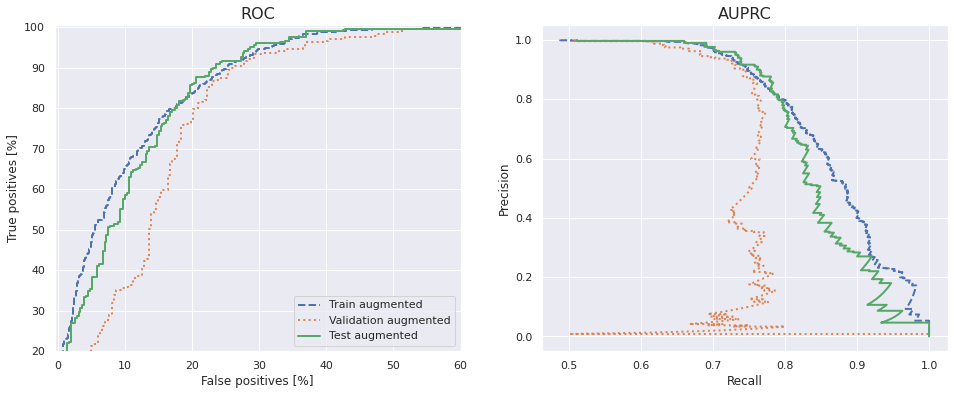 ROC
100
90
80
70
60
50
40
30
20
True positives [%]
0 10 20 30 40 50 60
False positives [%]
Train augmented
Validation augmented
Test augmented
AUPRC
1.0
0.8
0.6
0.4
0.2
0.0
Precision
0.5 0.6 0.7 0.8 0.9 1.0
Recall